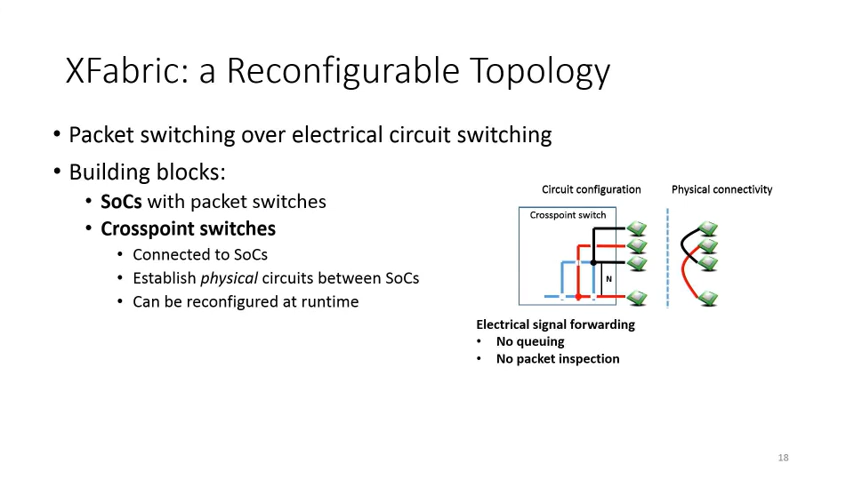 XFabric: a Reconfigurable Topology
• Packet switching over electrical circuit switching
• Building blocks:
• SoCs with packet switches
• Crosspoint switches
• Connected to SoCs
• Establish physical circuits between SoCs
• Can be reconfigured at runtime
Circuit configuration
Physical connectivity
Crosspoint switch
N
Electrical signal forwarding
• No queuing
• No packet inspection
18